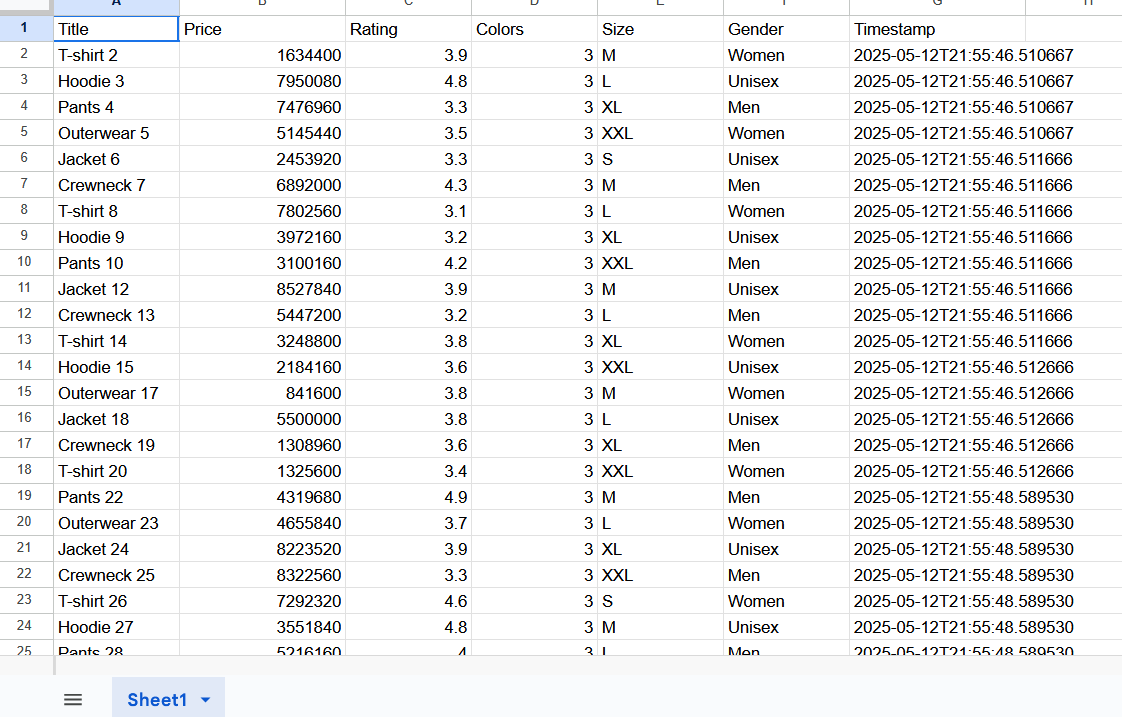 A B C D E F G H
1 Title Price Rating Colors Size Gender Timestamp
2 T-shirt 2 1634400 3.9 3 M Women 2025-05-12T21:55:46.510667
3 Hoodie 3 7950080 4.8 3 L Unisex 2025-05-12T21:55:46.510667
4 Pants 4 7476960 3.3 3 XL Men 2025-05-12T21:55:46.510667
5 Outerwear 5 5145440 3.5 3 XXL Women 2025-05-12T21:55:46.510667
6 Jacket 6 2453920 3.3 3 S Unisex 2025-05-12T21:55:46.511666
7 Crewneck 7 6892000 4.3 3 M Men 2025-05-12T21:55:46.511666
8 T-shirt 8 7802560 3.1 3 L Women 2025-05-12T21:55:46.511666
9 Hoodie 9 3972160 3.2 3 XL Unisex 2025-05-12T21:55:46.511666
10 Pants 10 3100160 4.2 3 XXL Men 2025-05-12T21:55:46.511666
11 Jacket 12 8527840 3.9 3 M Unisex 2025-05-12T21:55:46.511666
12 Crewneck 13 5447200 3.2 3 L Men 2025-05-12T21:55:46.511666
13 T-shirt 14 3248800 3.8 3 XL Women 2025-05-12T21:55:46.511666
14 Hoodie 15 2184160 3.6 3 XXL Unisex 2025-05-12T21:55:46.512666
15 Outerwear 17 841600 3.8 3 M Women 2025-05-12T21:55:46.512666
16 Jacket 18 5500000 3.8 3 L Unisex 2025-05-12T21:55:46.512666
17 Crewneck 19 1308960 3.6 3 XL Men 2025-05-12T21:55:46.512666
18 T-shirt 20 1325600 3.4 3 XXL Women 2025-05-12T21:55:46.512666
19 Pants 22 4319680 4.9 3 M Men 2025-05-12T21:55:48.589530
20 Outerwear 23 4655840 3.7 3 L Women 2025-05-12T21:55:48.589530
21 Jacket 24 8223520 3.9 3 XL Unisex 2025-05-12T21:55:48.589530
22 Crewneck 25 8322560 3.3 3 XXL Men 2025-05-12T21:55:48.589530
23 T-shirt 26 7292320 4.6 3 S Women 2025-05-12T21:55:48.589530
24 Hoodie 27 3551840 4.8 3 M Unisex 2025-05-12T21:55:48.589530
25 Pants 28 5216160 4 3 L Men 2025-05-12T21:55:48.589530
Sheet1